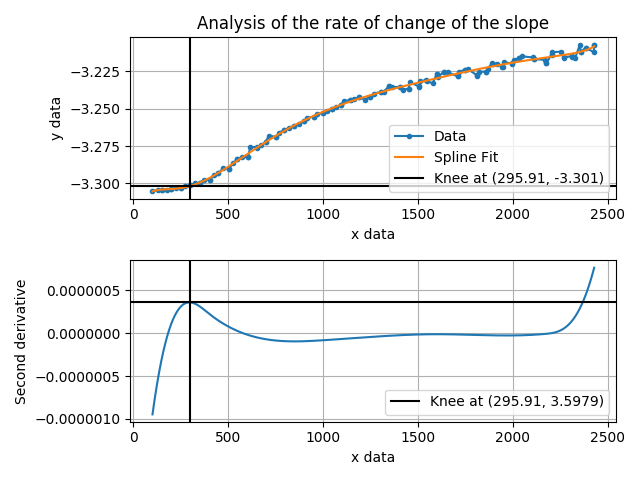 Analysis of the rate of change of the slope
y data
−3.225
−3.250
−3.275
−3.300
Data
Spline Fit
Knee at (295.91, -3.301)
0 500 1000 1500 2000 2500
x data
Second derivative
0.0000005
0.0000000
−0.0000005
−0.0000010
Knee at (295.91, 3.5979)
0 500 1000 1500 2000 2500
x data